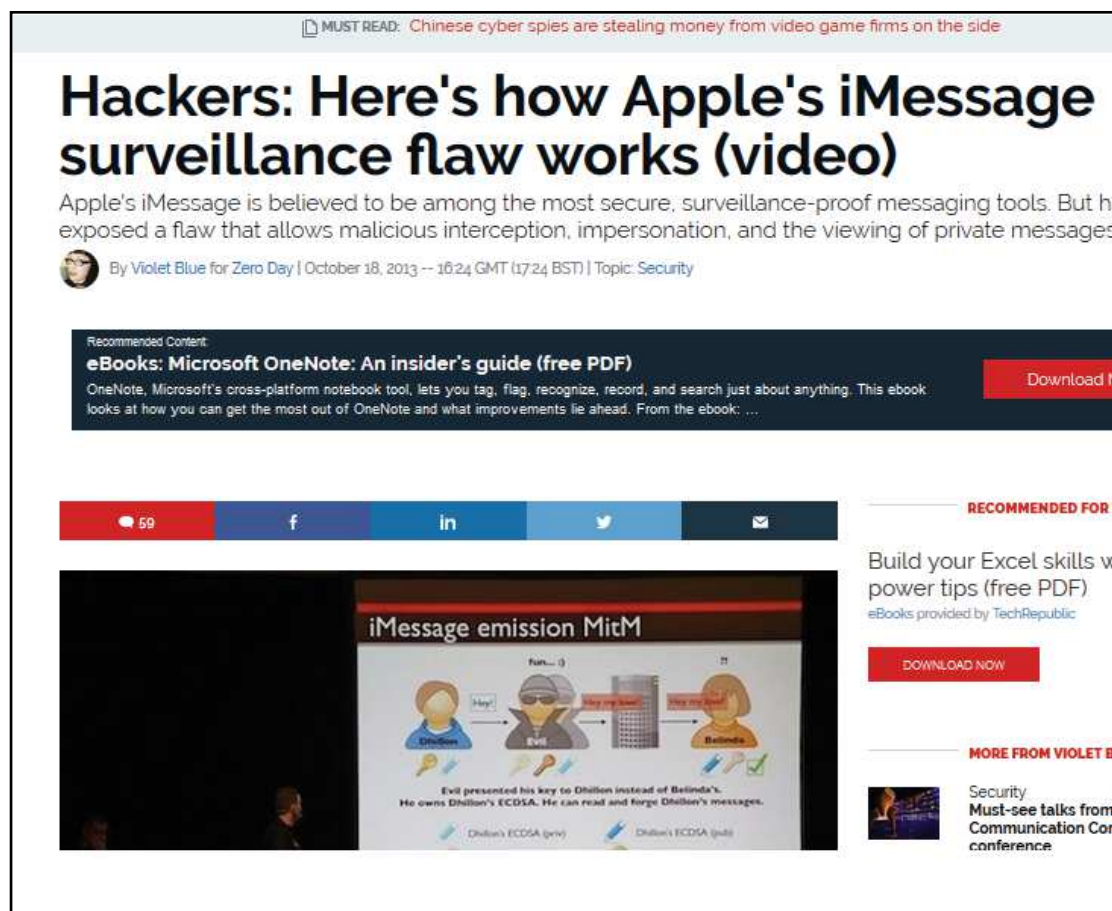 MUST READ: Chinese cyber spies are stealing money from video game firms on the side
Hackers: Here's how Apple's iMessage
surveillance flaw works (video)
Apple's iMessage is believed to be among the most secure, surveillance-proof messaging tools. But h
exposed a flaw that allows malicious interception, impersonation, and the viewing of private messages
By Violet Blue for Zero Day | October 18, 2013 -- 16:24 GMT (17:24 BST) | Topic: Security
Recommended Content:
eBooks: Microsoft OneNote: An insider's guide (free PDF)
OneNote, Microsoft's cross-platform notebook tool, lets you tag, flag, recognize, record, and search just about anything. This ebook
looks at how you can get the most out of OneNote and what improvements lie ahead. From the ebook: ...
Download N
59
f
in
iMessage emission MitM
fun... :)
!!
Hey!
Hey my love!
Hey my love!
Dhillon
Evil
Belinda
Evil presented his key to Dhillon instead of Belinda's.
He owns Dhillon's ECDSA. He can read and forge Dhillon's messages.
Dhillon's ECDSA (priv)
Dhillon's ECDSA (pub)
RECOMMENDED FOR
Build your Excel skills w
power tips (free PDF)
eBooks provided by TechRepublic
DOWNLOAD NOW
MORE FROM VIOLET B
Security
Must-see talks from
Communication Con
conference